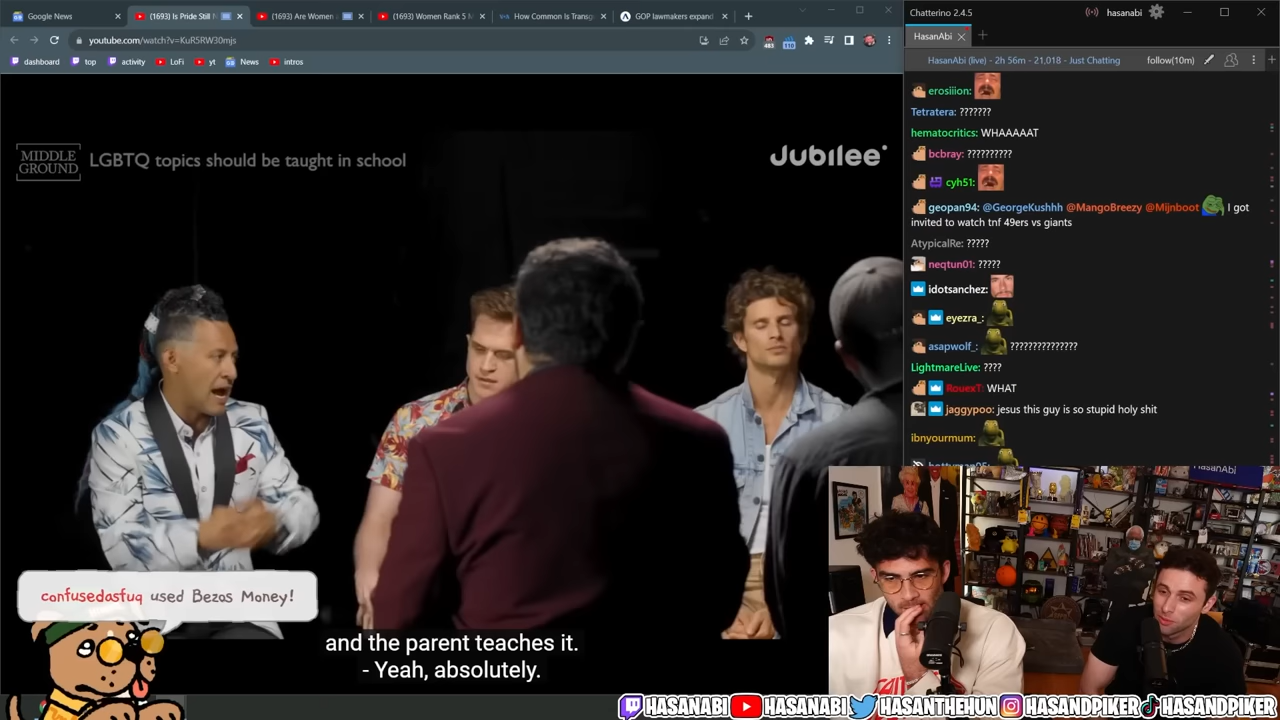 Google News
(1693) Is Pride Still
(1693) Are Women
(1693) Women Rank 5 M
How Common Is Transg
GOP lawmakers expand
youtube.com/watch?v=KuR5RW30mjs
483
110
dashboard
top
activity
LoFi
yt
News
intros
MIDDLE
GROUND
LGBTQ topics should be taught in school
Jubilee
and the parent teaches it.
- Yeah, absolutely.
confusedasfuq used Bezos Money!
Chatterino 2.4.5
hasanabi
HasanAbi
HasanAbi (live) - 2h 56m - 21,018 - Just Chatting
follow(10m)
erosiiion:
Tetratera: ???????
hematocritics: WHAAAAAT
bcbray: ??????????
cyh51:
geopan94: @GeorgeKushhh @MangoBreezy @Mijnboot I got
invited to watch tnf 49ers vs giants
AtypicalRe: ?????
neqtun01: ?????
idotsanchez:
eyezra_:
asapwolf_: ???????????????
LightmareLive: ????
RouexT: WHAT
jaggypoo: jesus this guy is so stupid holy shit
ibnyourmum:
HasanAbi
HASANABI
HASANABI
HASANTHEHUN
HASANDPIKER
HASANDPIKER